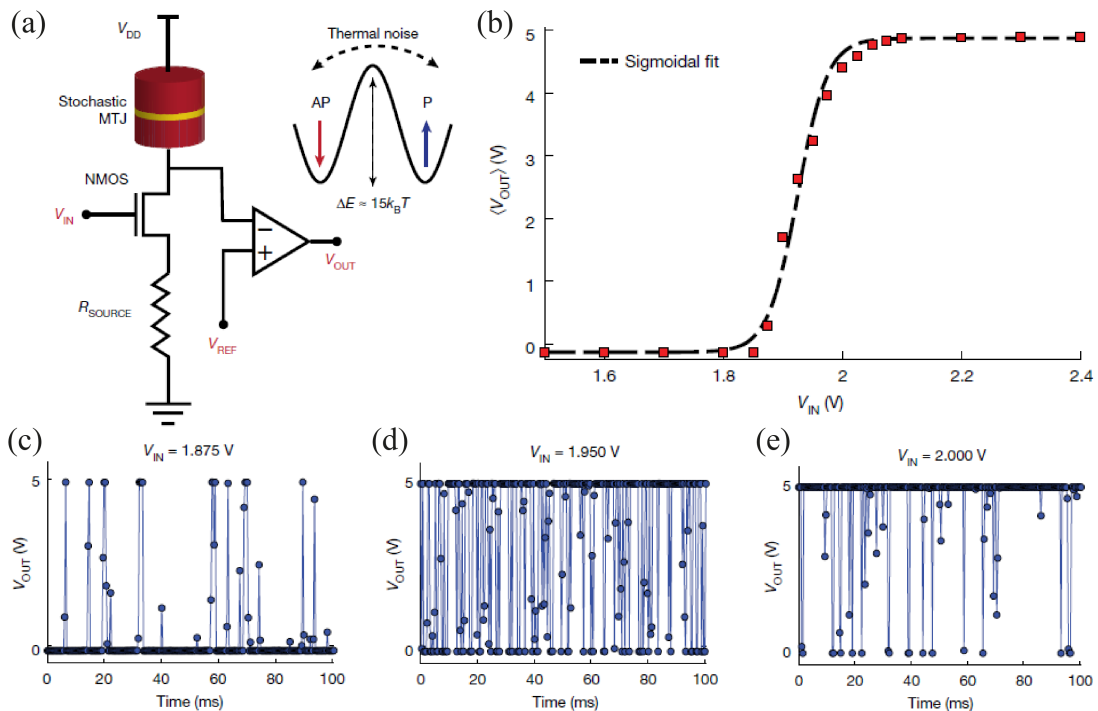 (a)
V_DD
Stochastic
MTJ
NMOS
V_IN
R_SOURCE
V_REF
V_OUT
−
+
Thermal noise
AP
P
ΔE ≈ 15k_BT
(b)
Sigmoidal fit
⟨V_OUT⟩ (V)
5
4
3
2
1
0
1.6
1.8
2
2.2
2.4
V_IN (V)
(c)
V_IN = 1.875 V
V_OUT (V)
5
0
0
20
40
60
80
100
Time (ms)
(d)
V_IN = 1.950 V
V_OUT (V)
5
0
0
20
40
60
80
100
Time (ms)
(e)
V_IN = 2.000 V
V_OUT (V)
5
0
0
20
40
60
80
100
Time (ms)